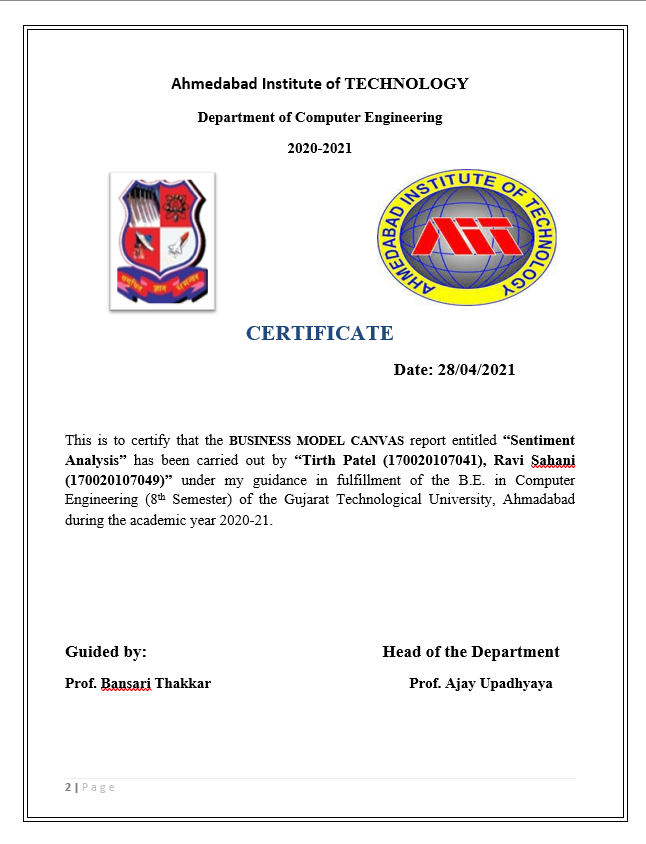 Ahmedabad Institute of TECHNOLOGY
Department of Computer Engineering
2020-2021
AHMEDABAD INSTITUTE OF TECHNOLOGY
AiT
CERTIFICATE
Date: 28/04/2021
This is to certify that the BUSINESS MODEL CANVAS report entitled “Sentiment
Analysis” has been carried out by “Tirth Patel (170020107041), Ravi Sahani
(170020107049)” under my guidance in fulfillment of the B.E. in Computer
Engineering (8th Semester) of the Gujarat Technological University, Ahmadabad
during the academic year 2020-21.
Guided by:
Head of the Department
Prof. Bansari Thakkar
Prof. Ajay Upadhyaya
2 | Page